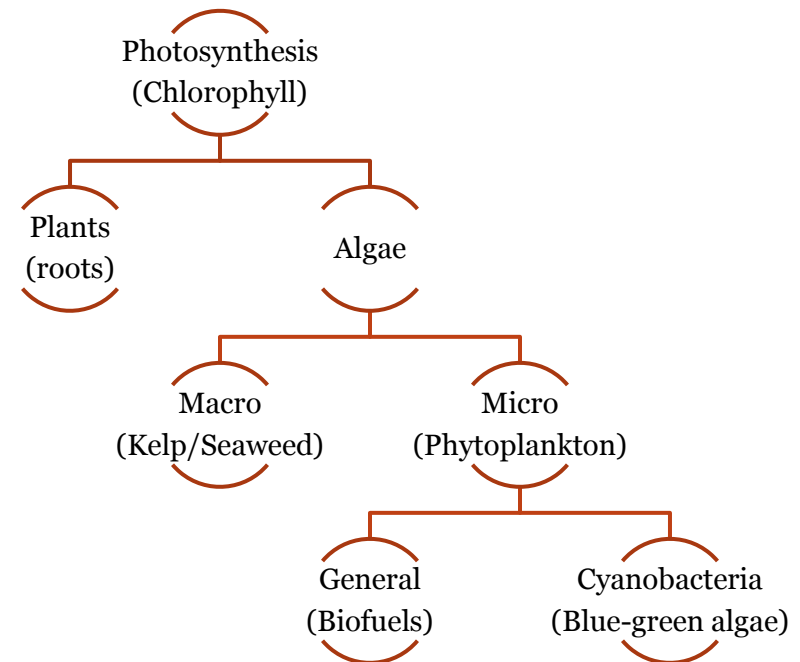 Photosynthesis
(Chlorophyll)
Plants
(roots)
Algae
Macro
(Kelp/Seaweed)
Micro
(Phytoplankton)
General
(Biofuels)
Cyanobacteria
(Blue-green algae)